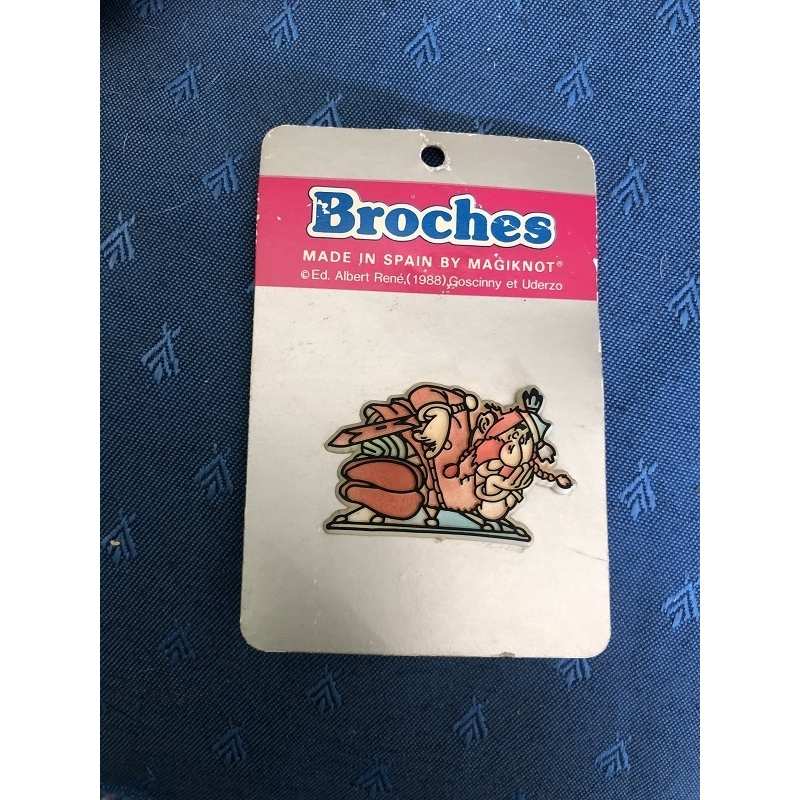 Broches
MADE IN SPAIN BY MAGIKNOT®
©Ed. Albert René,(1988),Goscinny et Uderzo